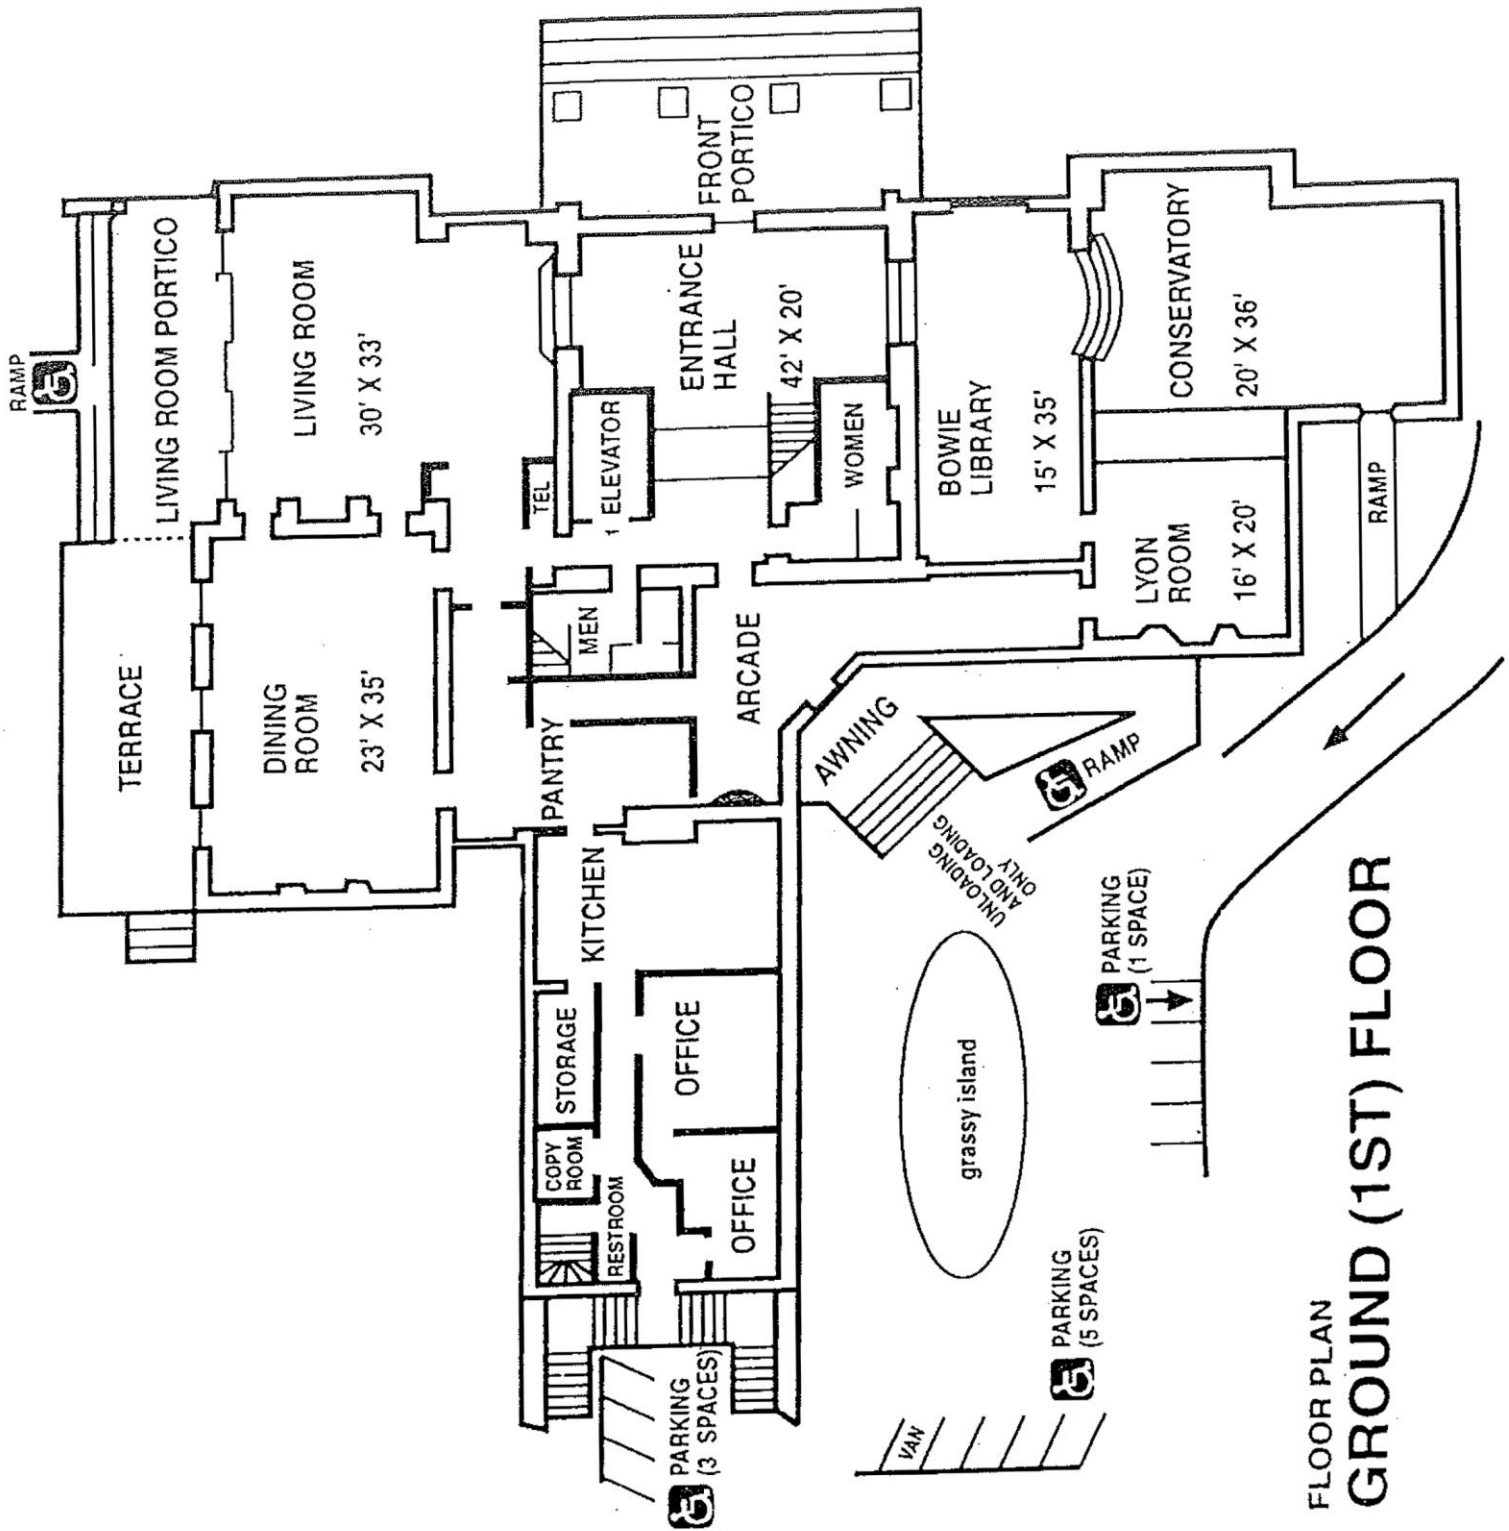 RAMP
LIVING ROOM PORTICO
LIVING ROOM
30' X 33'
TERRACE
DINING
ROOM
23' X 35'
TEL
ELEVATOR
ENTRANCE
HALL
42' X 20'
FRONT
PORTICO
WOMEN
BOWIE
LIBRARY
15' X 35'
CONSERVATORY
20' X 36'
LYON
ROOM
16' X 20'
RAMP
MEN
ARCADE
PANTRY
KITCHEN
STORAGE
COPY
ROOM
RESTROOM
OFFICE
OFFICE
AWNING
RAMP
UNLOADING
AND LOADING
ONLY
grassy island
PARKING
(1 SPACE)
PARKING
(5 SPACES)
VAN
PARKING
(3 SPACES)
FLOOR PLAN
GROUND (1ST) FLOOR